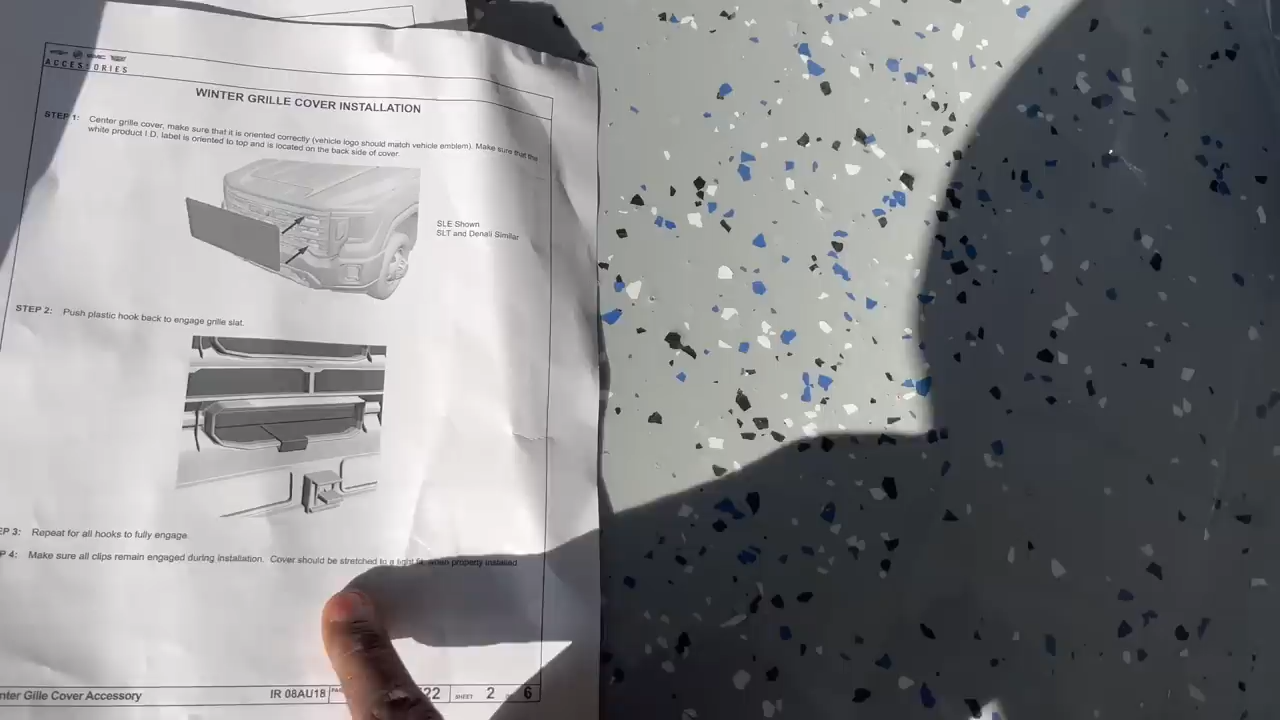 GMC
ACCESSORIES
WINTER GRILLE COVER INSTALLATION
STEP 1: Center grille cover, make sure that it is oriented correctly (vehicle logo should match vehicle emblem). Make sure that the
white product I.D. label is oriented to top and is located on the back side of cover.
SLE Shown
SLT and Denali Similar
STEP 2: Push plastic hook back to engage grille slat.
EP 3: Repeat for all hooks to fully engage.
P 4: Make sure all clips remain engaged during installation. Cover should be stretched to a tight fit, when properly installed
nter Gille Cover Accessory
IR 08AU18
22
SHEET 2
6